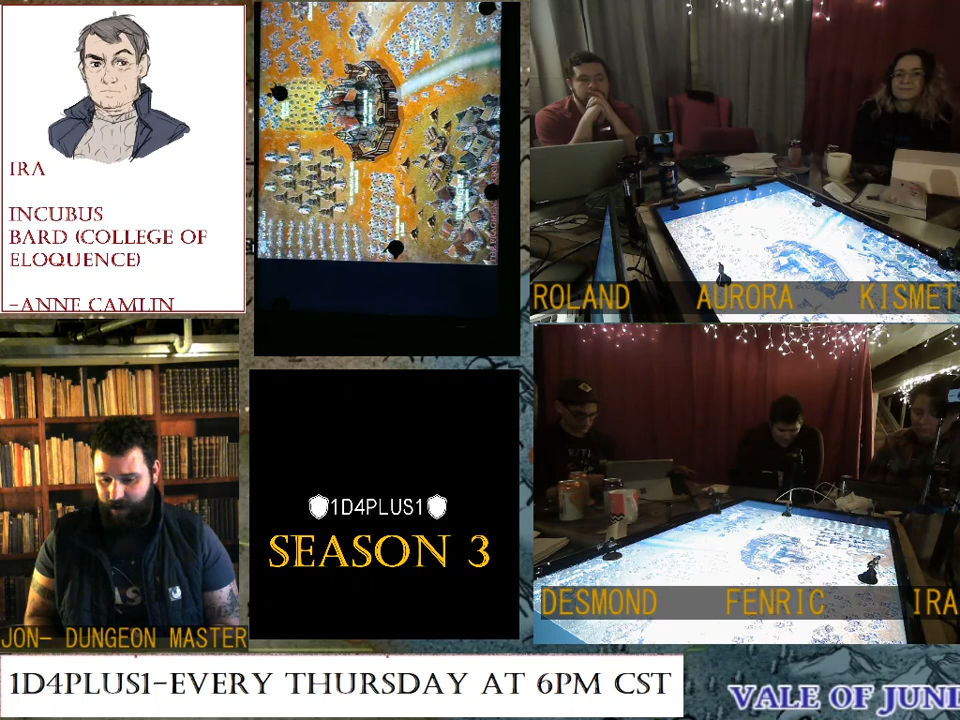 IRA
INCUBUS
BARD (COLLEGE OF
ELOQUENCE)
-ANNE CAMLIN
ROLAND AURORA KISMET
JON- DUNGEON MASTER
1D4PLUS1
SEASON 3
DESMOND FENRIC IRA
1D4PLUS1-EVERY THURSDAY AT 6PM CST
VALE OF JUNI